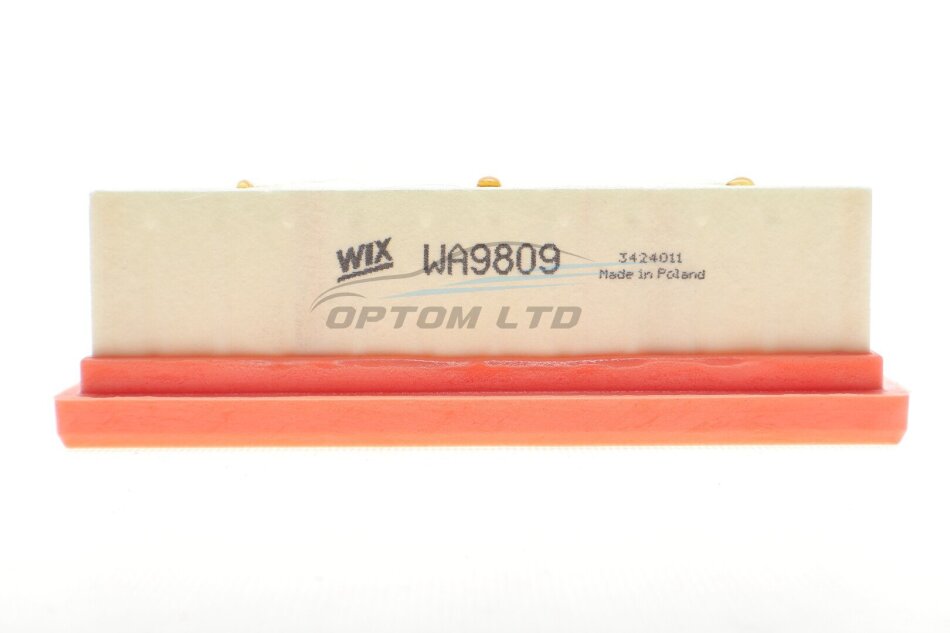 WIX WA9809
3424011
Made in Poland
OPTOM LTD